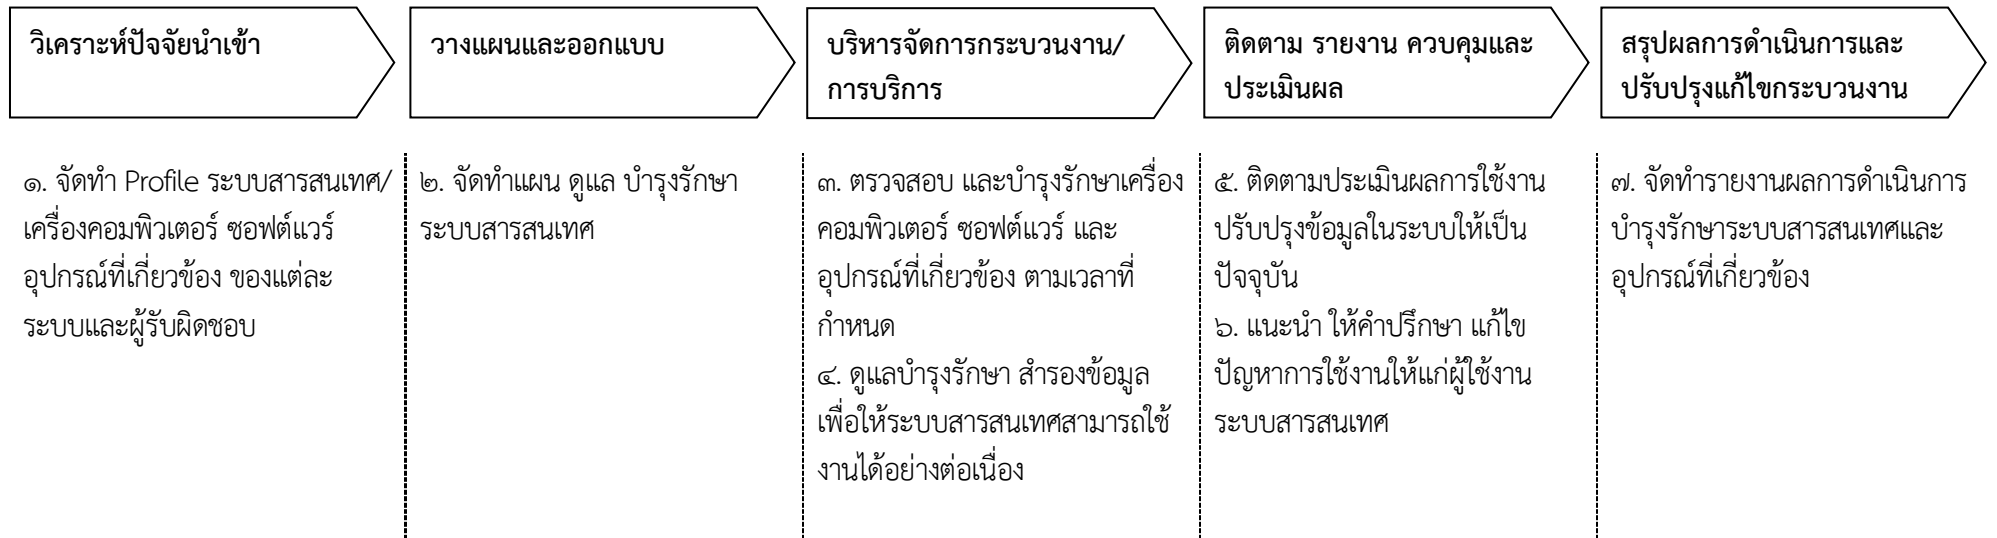 วิเคราะห์ปัจจัยนำเข้า
วางแผนและออกแบบ
บริหารจัดการกระบวนงาน/
การบริการ
ติดตาม รายงาน ควบคุมและ
ประเมินผล
สรุปผลการดำเนินการและ
ปรับปรุงแก้ไขกระบวนงาน
๑. จัดทำ Profile ระบบสารสนเทศ/
เครื่องคอมพิวเตอร์ ซอฟต์แวร์
อุปกรณ์ที่เกี่ยวข้อง ของแต่ละ
ระบบและผู้รับผิดชอบ
๒. จัดทำแผน ดูแล บำรุงรักษา
ระบบสารสนเทศ
๓. ตรวจสอบ และบำรุงรักษาเครื่อง
คอมพิวเตอร์ ซอฟต์แวร์ และ
อุปกรณ์ที่เกี่ยวข้อง ตามเวลาที่
กำหนด
๔. ดูแลบำรุงรักษา สำรองข้อมูล
เพื่อให้ระบบสารสนเทศสามารถใช้
งานได้อย่างต่อเนื่อง
๕. ติดตามประเมินผลการใช้งาน
ปรับปรุงข้อมูลในระบบให้เป็น
ปัจจุบัน
๖. แนะนำ ให้คำปรึกษา แก้ไข
ปัญหาการใช้งานให้แก่ผู้ใช้งาน
ระบบสารสนเทศ
๗. จัดทำรายงานผลการดำเนินการ
บำรุงรักษาระบบสารสนเทศและ
อุปกรณ์ที่เกี่ยวข้อง